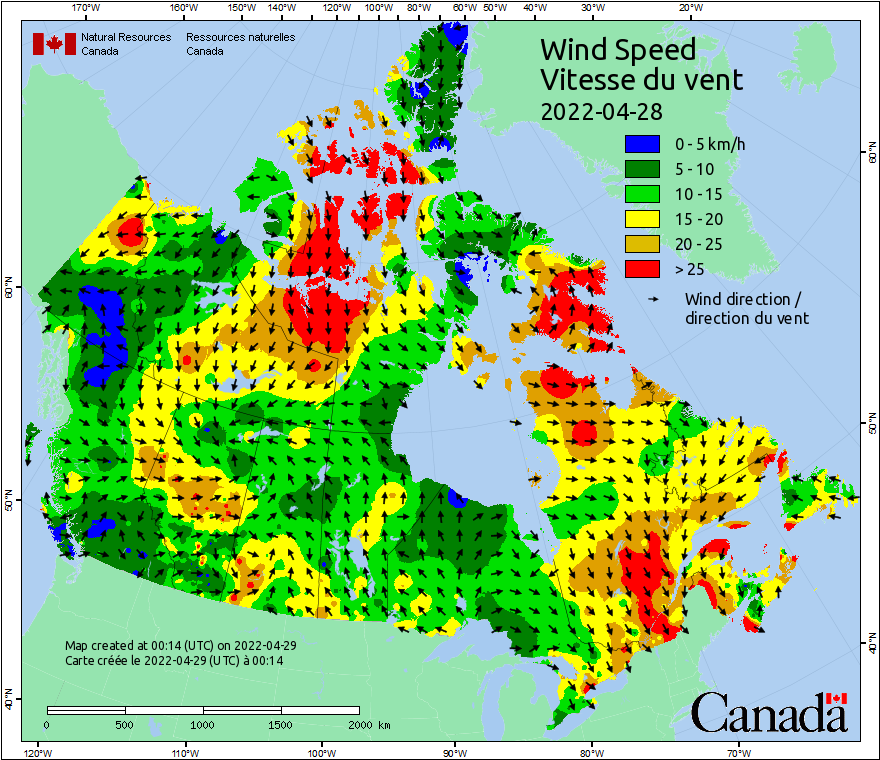 170°W 160°W 150°W 140°W 130°W 120°W 110°W 100°W 90°W 80°W 70°W 60°W 50°W 40°W 30°W 20°W
Natural Resources Ressources naturelles
Canada Canada
Wind Speed
Vitesse du vent
2022-04-28
0 - 5 km/h
5 - 10
10 - 15
15 - 20
20 - 25
> 25
Wind direction /
direction du vent
60°N 60°N
50°N 50°N
40°N 40°N
Map created at 00:14 (UTC) on 2022-04-29
Carte créée le 2022-04-29 (UTC) à 00:14
0 500 1000 1500 2000 km
Canada
120°W 110°W 100°W 90°W 80°W 70°W